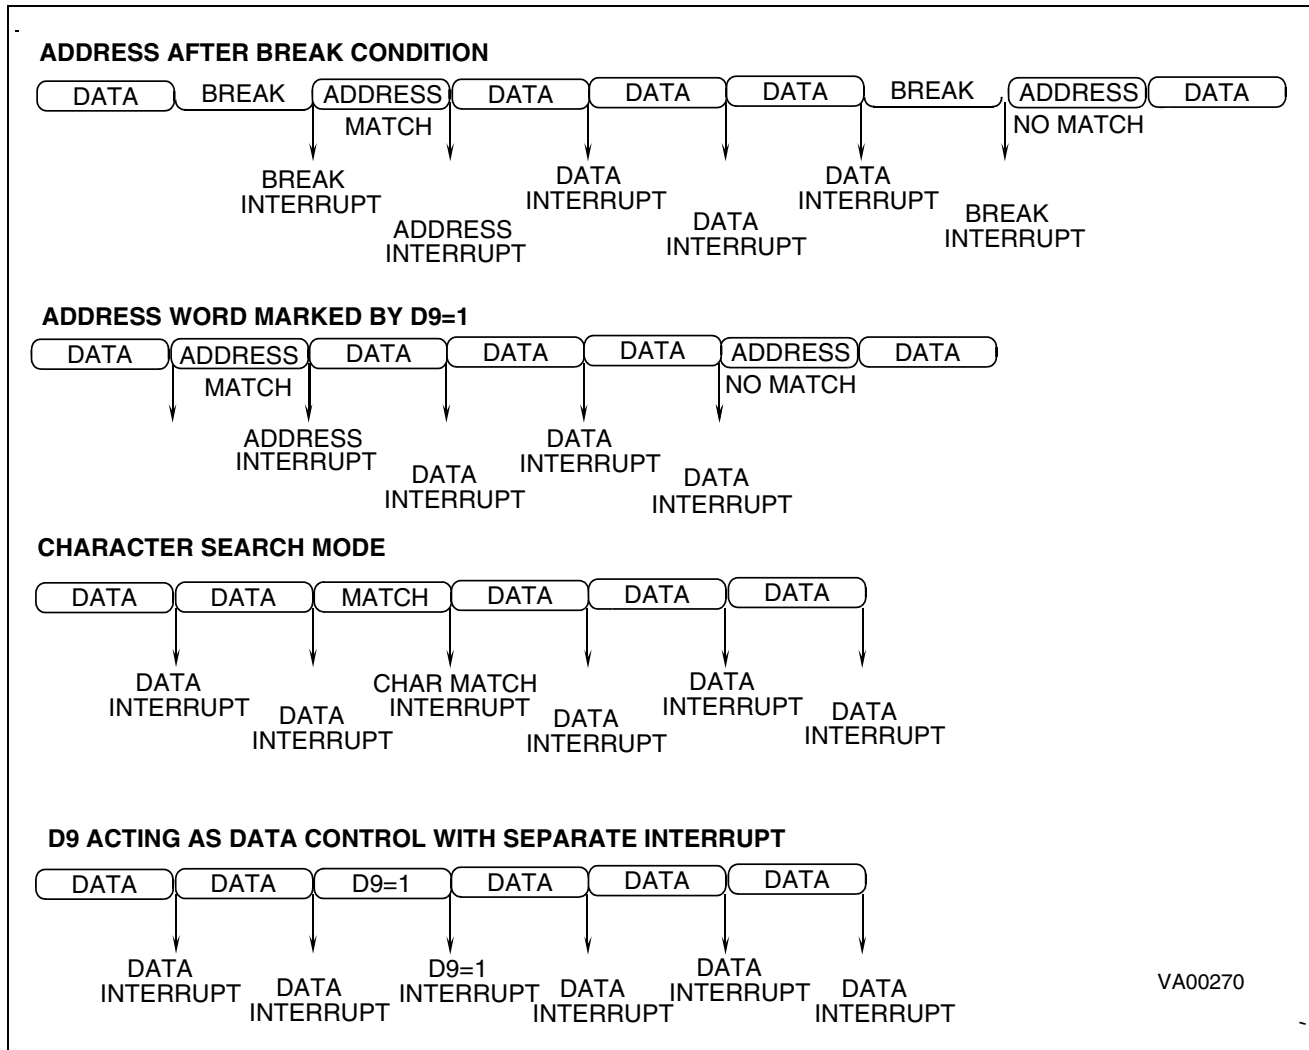 ADDRESS AFTER BREAK CONDITION
DATA BREAK ADDRESS DATA DATA DATA BREAK ADDRESS DATA
MATCH NO MATCH
BREAK INTERRUPT
ADDRESS INTERRUPT
DATA INTERRUPT
DATA INTERRUPT
DATA INTERRUPT
BREAK INTERRUPT
ADDRESS WORD MARKED BY D9=1
DATA ADDRESS DATA DATA DATA ADDRESS DATA
MATCH NO MATCH
ADDRESS INTERRUPT
DATA INTERRUPT
DATA INTERRUPT
DATA INTERRUPT
CHARACTER SEARCH MODE
DATA DATA MATCH DATA DATA DATA
DATA INTERRUPT
DATA INTERRUPT
CHAR MATCH INTERRUPT
DATA INTERRUPT
DATA INTERRUPT
DATA INTERRUPT
D9 ACTING AS DATA CONTROL WITH SEPARATE INTERRUPT
DATA DATA D9=1 DATA DATA DATA
DATA INTERRUPT
DATA INTERRUPT
D9=1 INTERRUPT
DATA INTERRUPT
DATA INTERRUPT
DATA INTERRUPT
VA00270